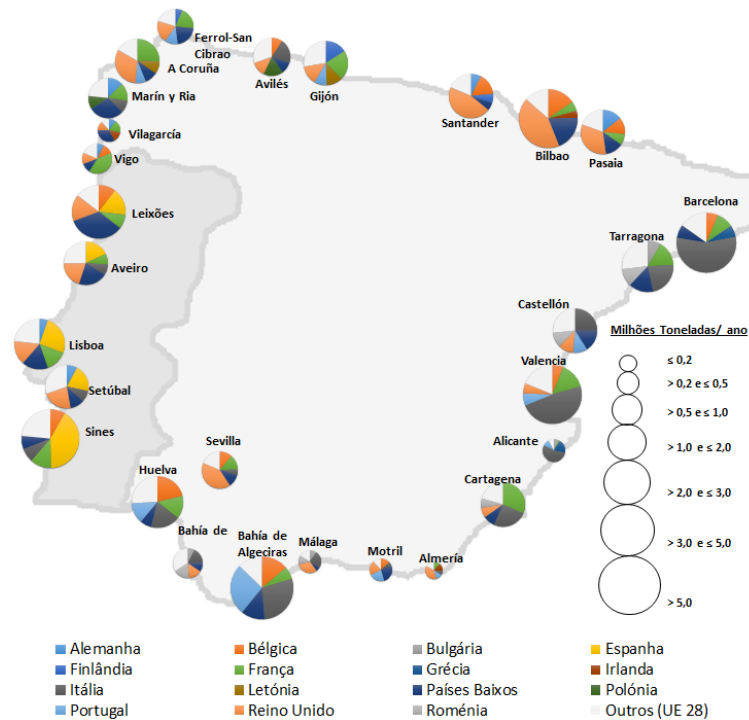 Ferrol-San
Cibrao
A Coruña
Avilés
Gijón
Marín y Ria
Vilagarcía
Vigo
Santander
Bilbao
Pasaia
Leixões
Aveiro
Barcelona
Tarragona
Castellón
Milhões Toneladas/ ano
Lisboa
Valencia
≤ 0,2
> 0,2 e ≤ 0,5
Setúbal
> 0,5 e ≤ 1,0
Sines
Sevilla
Alicante
> 1,0 e ≤ 2,0
Huelva
Cartagena
> 2,0 e ≤ 3,0
Bahía de
Bahía de
Algeciras
Málaga
Motril
Almería
> 3,0 e ≤ 5,0
> 5,0
Alemanha Bélgica Bulgária Espanha
Finlândia França Grécia Irlanda
Itália Letónia Países Baixos Polónia
Portugal Reino Unido Roménia Outros (UE 28)